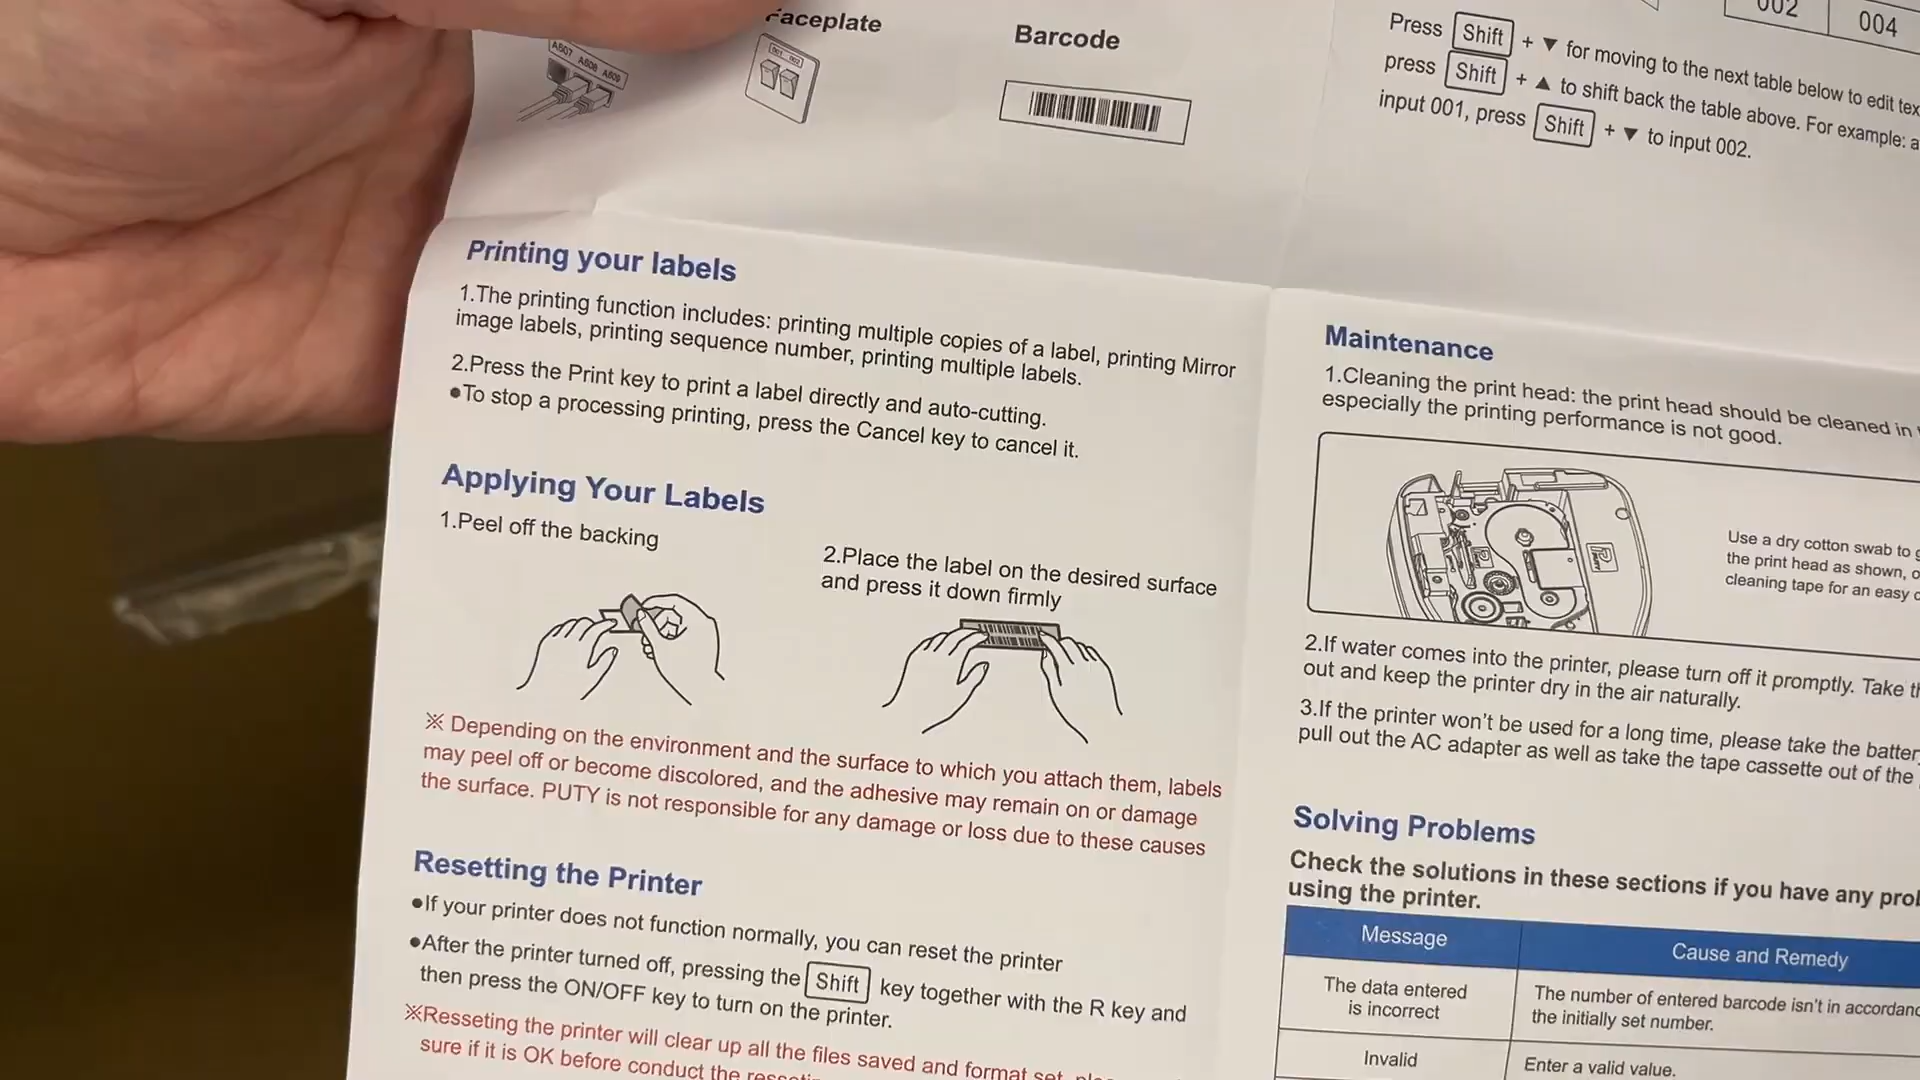 Faceplate
A607 A608 A609
001 002
Barcode
002 004
Press Shift + ▼ for moving to the next table below to edit
press Shift + ▲ to shift back the table above. For example:
input 001, press Shift + ▼ to input 002.
Printing your labels
1.The printing function includes: printing multiple copies of a label, printing Mirror
image labels, printing sequence number, printing multiple labels.
2.Press the Print key to print a label directly and auto-cutting.
●To stop a processing printing, press the Cancel key to cancel it.
Applying Your Labels
1.Peel off the backing
2.Place the label on the desired surface
and press it down firmly
※ Depending on the environment and the surface to which you attach them, labels
may peel off or become discolored, and the adhesive may remain on or damage
the surface. PUTY is not responsible for any damage or loss due to these causes
Resetting the Printer
●If your printer does not function normally, you can reset the printer
●After the printer turned off, pressing the Shift key together with the R key and
then press the ON/OFF key to turn on the printer.
※Resseting the printer will clear up all the files saved and format set,
sure if it is OK before conduct the
Maintenance
1.Cleaning the print head: the print head should be cleaned in
especially the printing performance is not good.
Use a dry cotton swab to
the print head as shown,
cleaning tape for an easy
2.If water comes into the printer, please turn off it promptly. Take
out and keep the printer dry in the air naturally.
3.If the printer won't be used for a long time, please take the
pull out the AC adapter as well as take the tape cassette out of the
Solving Problems
Check the solutions in these sections if you have any
using the printer.
Message
Cause and Remedy
The data entered
is incorrect
The number of entered barcode isn't in
the initially set number.
Invalid
Enter a valid value.